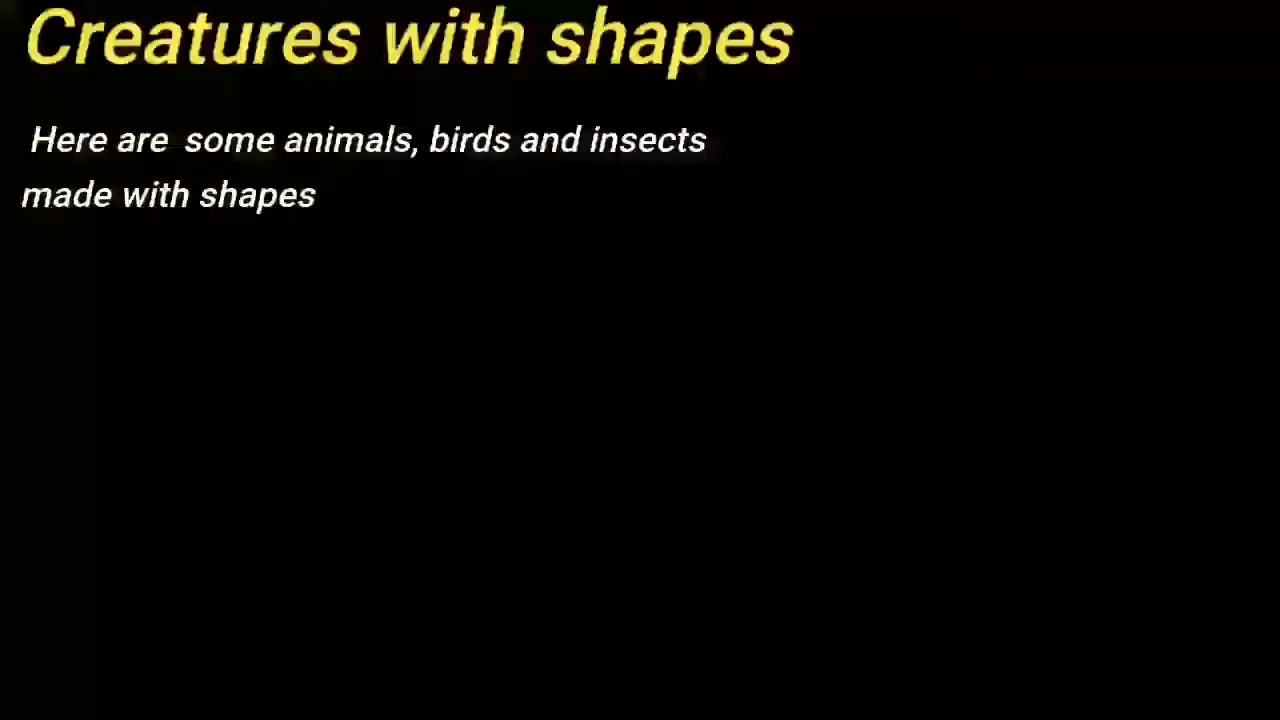 Creatures with shapes
Here are some animals, birds and insects
made with shapes